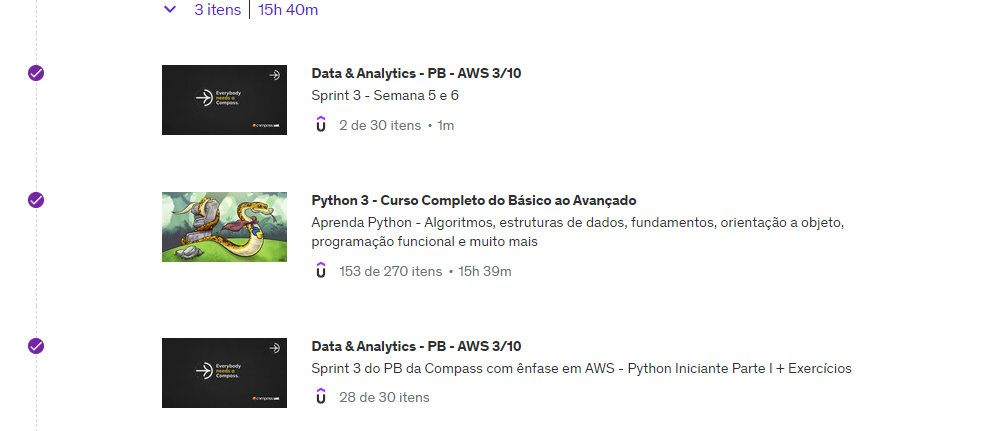 3 itens | 15h 40m
Everybody
needs a
Compass.
compass.uol
Data & Analytics - PB - AWS 3/10
Sprint 3 - Semana 5 e 6
2 de 30 itens • 1m
Python 3 - Curso Completo do Básico ao Avançado
Aprenda Python - Algoritmos, estruturas de dados, fundamentos, orientação a objeto,
programação funcional e muito mais
153 de 270 itens • 15h 39m
Everybody
needs a
Compass.
compass.uol
Data & Analytics - PB - AWS 3/10
Sprint 3 do PB da Compass com ênfase em AWS - Python Iniciante Parte I + Exercícios
28 de 30 itens